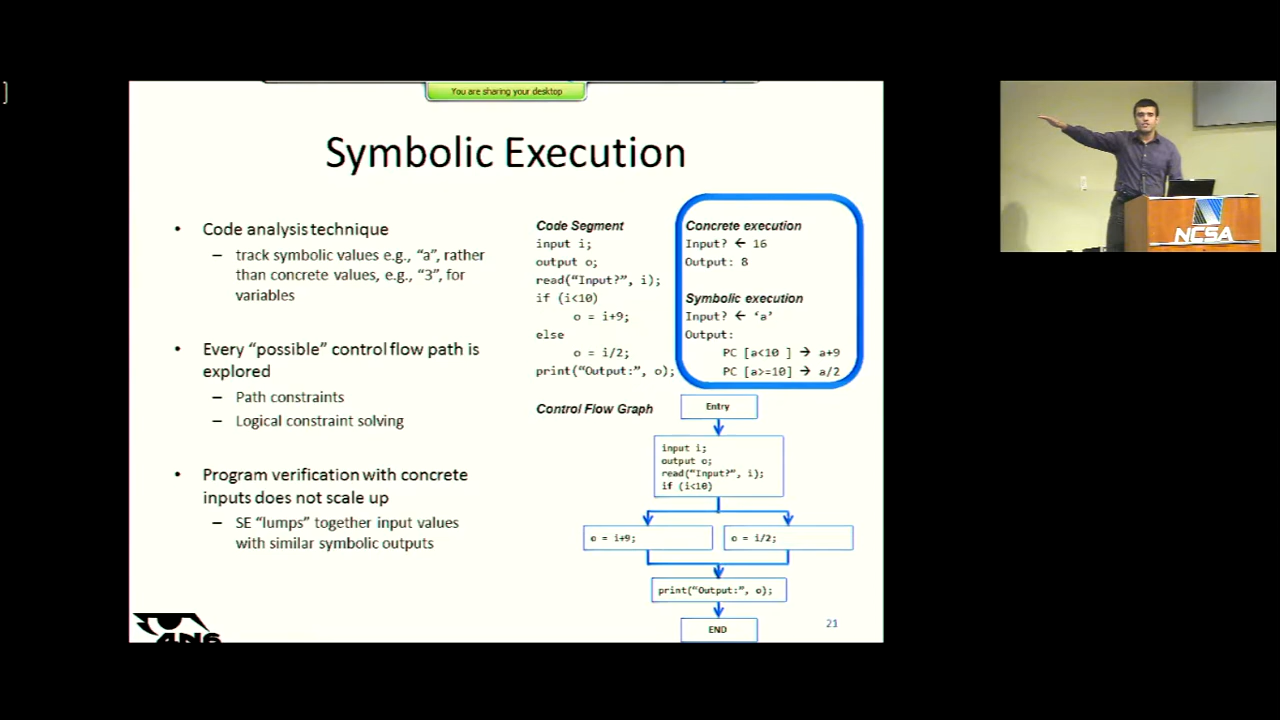 ]
You are sharing your desktop
Symbolic Execution
• Code analysis technique
– track symbolic values e.g., “a”, rather
than concrete values, e.g., “3”, for
variables
• Every “possible” control flow path is
explored
– Path constraints
– Logical constraint solving
• Program verification with concrete
inputs does not scale up
– SE “lumps” together input values
with similar symbolic outputs
Code Segment
input i;
output o;
read(“Input?”, i);
if (i<10)
o = i+9;
else
o = i/2;
print(“Output:”, o);
Concrete execution
Input? ← 16
Output: 8
Symbolic execution
Input? ← ‘a’
Output:
PC [a<10 ] → a+9
PC [a>=10] → a/2
Control Flow Graph
Entry
input i;
output o;
read(“Input?”, i);
if (i<10)
o = i+9;
o = i/2;
print(“Output:”, o);
END
21
4N6
NCSA